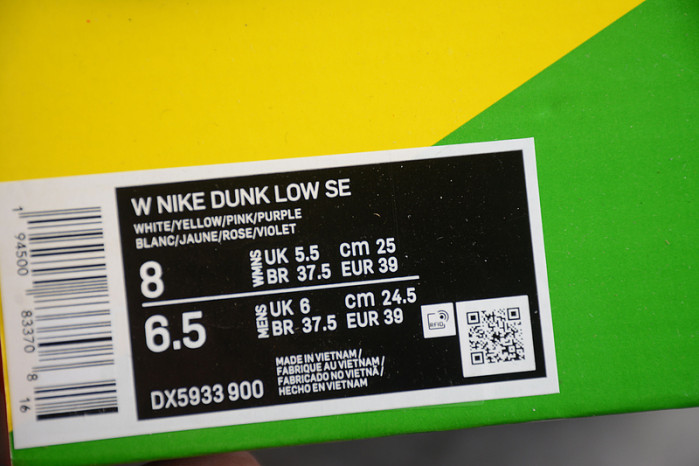 W NIKE DUNK LOW SE
WHITE/YELLOW/PINK/PURPLE
BLANC/JAUNE/ROSE/VIOLET
8 WMNS UK 5.5 cm 25
BR 37.5 EUR 39
6.5 MENS UK 6 cm 24.5
BR 37.5 EUR 39
RFID
MADE IN VIETNAM/
FABRIQUE AU VIETNAM/
FABRICADO NO VIETNÃ/
HECHO EN VIETNAM
DX5933 900
1 94500 83370 8 16